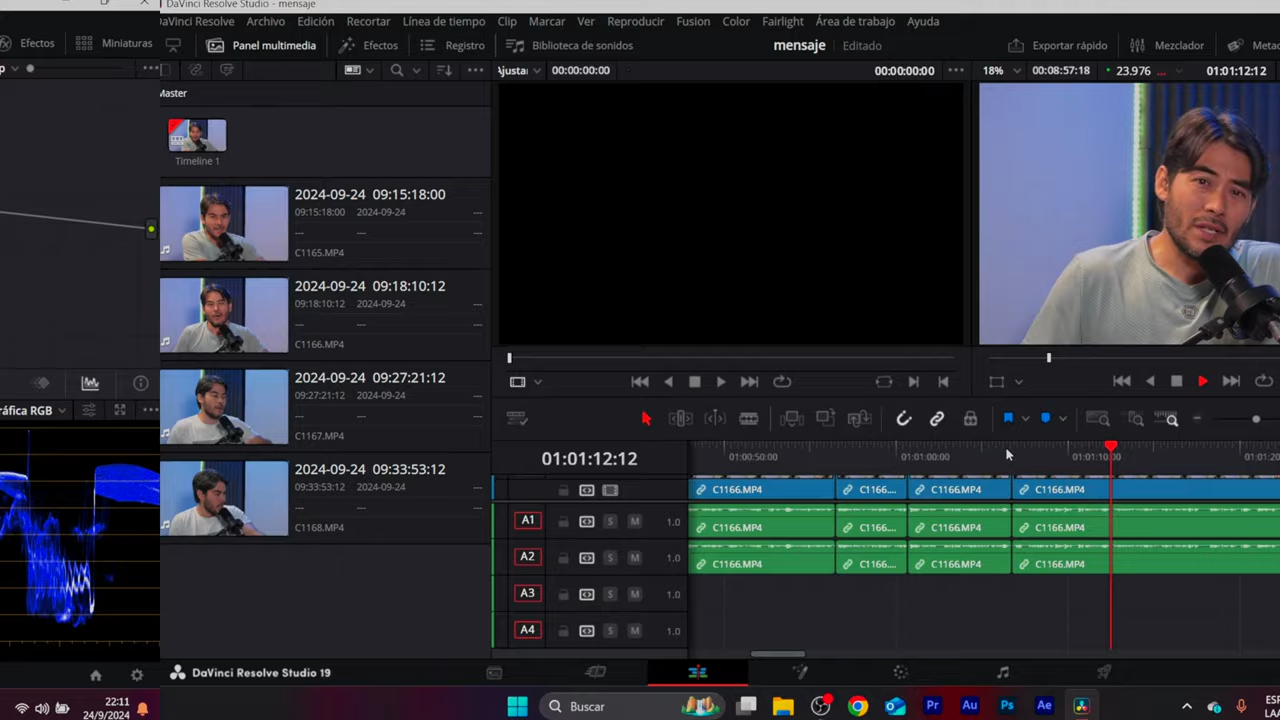 DaVinci Resolve Studio - mensaje
DaVinci Resolve Archivo Edición Recortar Línea de tiempo Clip Marcar Ver Reproducir Fusion Color Fairlight Área de trabajo Ayuda
Efectos Miniaturas Panel multimedia Efectos Registro Biblioteca de sonidos mensaje Editado Exportar rápido Mezclador Metac
Ajustar 00:00:00:00 00:00:00:00 18% 00:08:57:18 23.976 ... 01:01:12:12
Master
Timeline 1
2024-09-24 09:15:18:00
09:15:18:00 2024-09-24 ---
--- --- ---
C1165.MP4
2024-09-24 09:18:10:12
09:18:10:12 2024-09-24 ---
--- --- ---
C1166.MP4
2024-09-24 09:27:21:12
09:27:21:12 2024-09-24 ---
--- --- ---
C1167.MP4
2024-09-24 09:33:53:12
09:33:53:12 2024-09-24 ---
--- --- ---
C1168.MP4
áfica RGB
01:01:12:12 01:00:50:00 01:01:00:00 01:01:10:00 01:01:20
C1166.MP4 C1166.... C1166.MP4 C1166.MP4
A1 S M 1.0 C1166.MP4 C1166.... C1166.MP4 C1166.MP4
A2 S M 1.0 C1166.MP4 C1166.... C1166.MP4 C1166.MP4
A3 S M 1.0
A4 S M 1.0
DaVinci Resolve Studio 19
22:11
24/9/2024
Buscar
Pr Au Ps Ae
ESP
LA